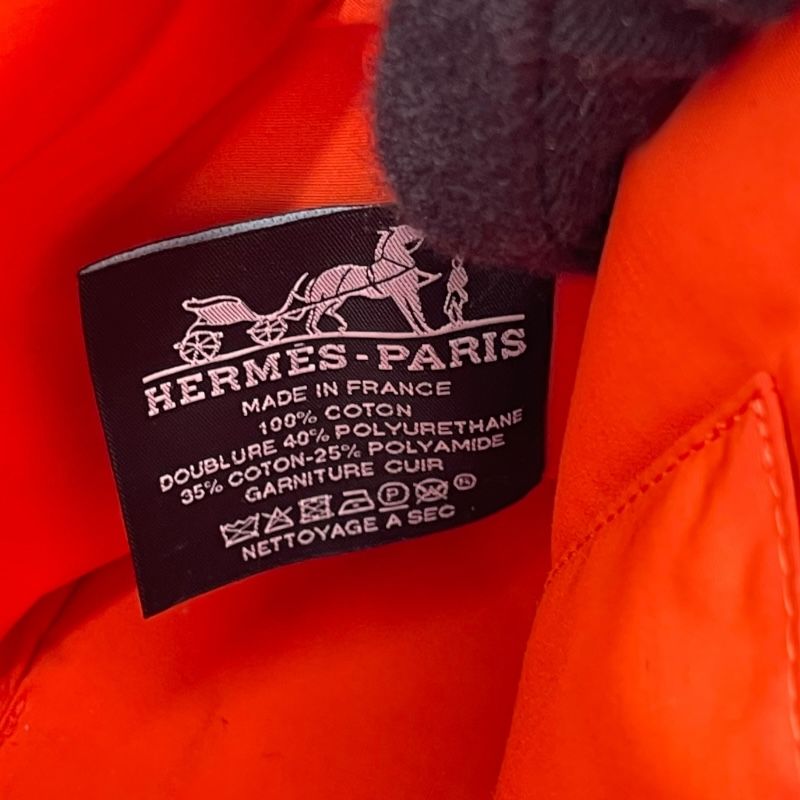 HERMÈS-PARIS
MADE IN FRANCE
100% COTON
DOUBLURE 40% POLYURETHANE
35% COTON-25% POLYAMIDE
GARNITURE CUIR
P
NETTOYAGE A SEC